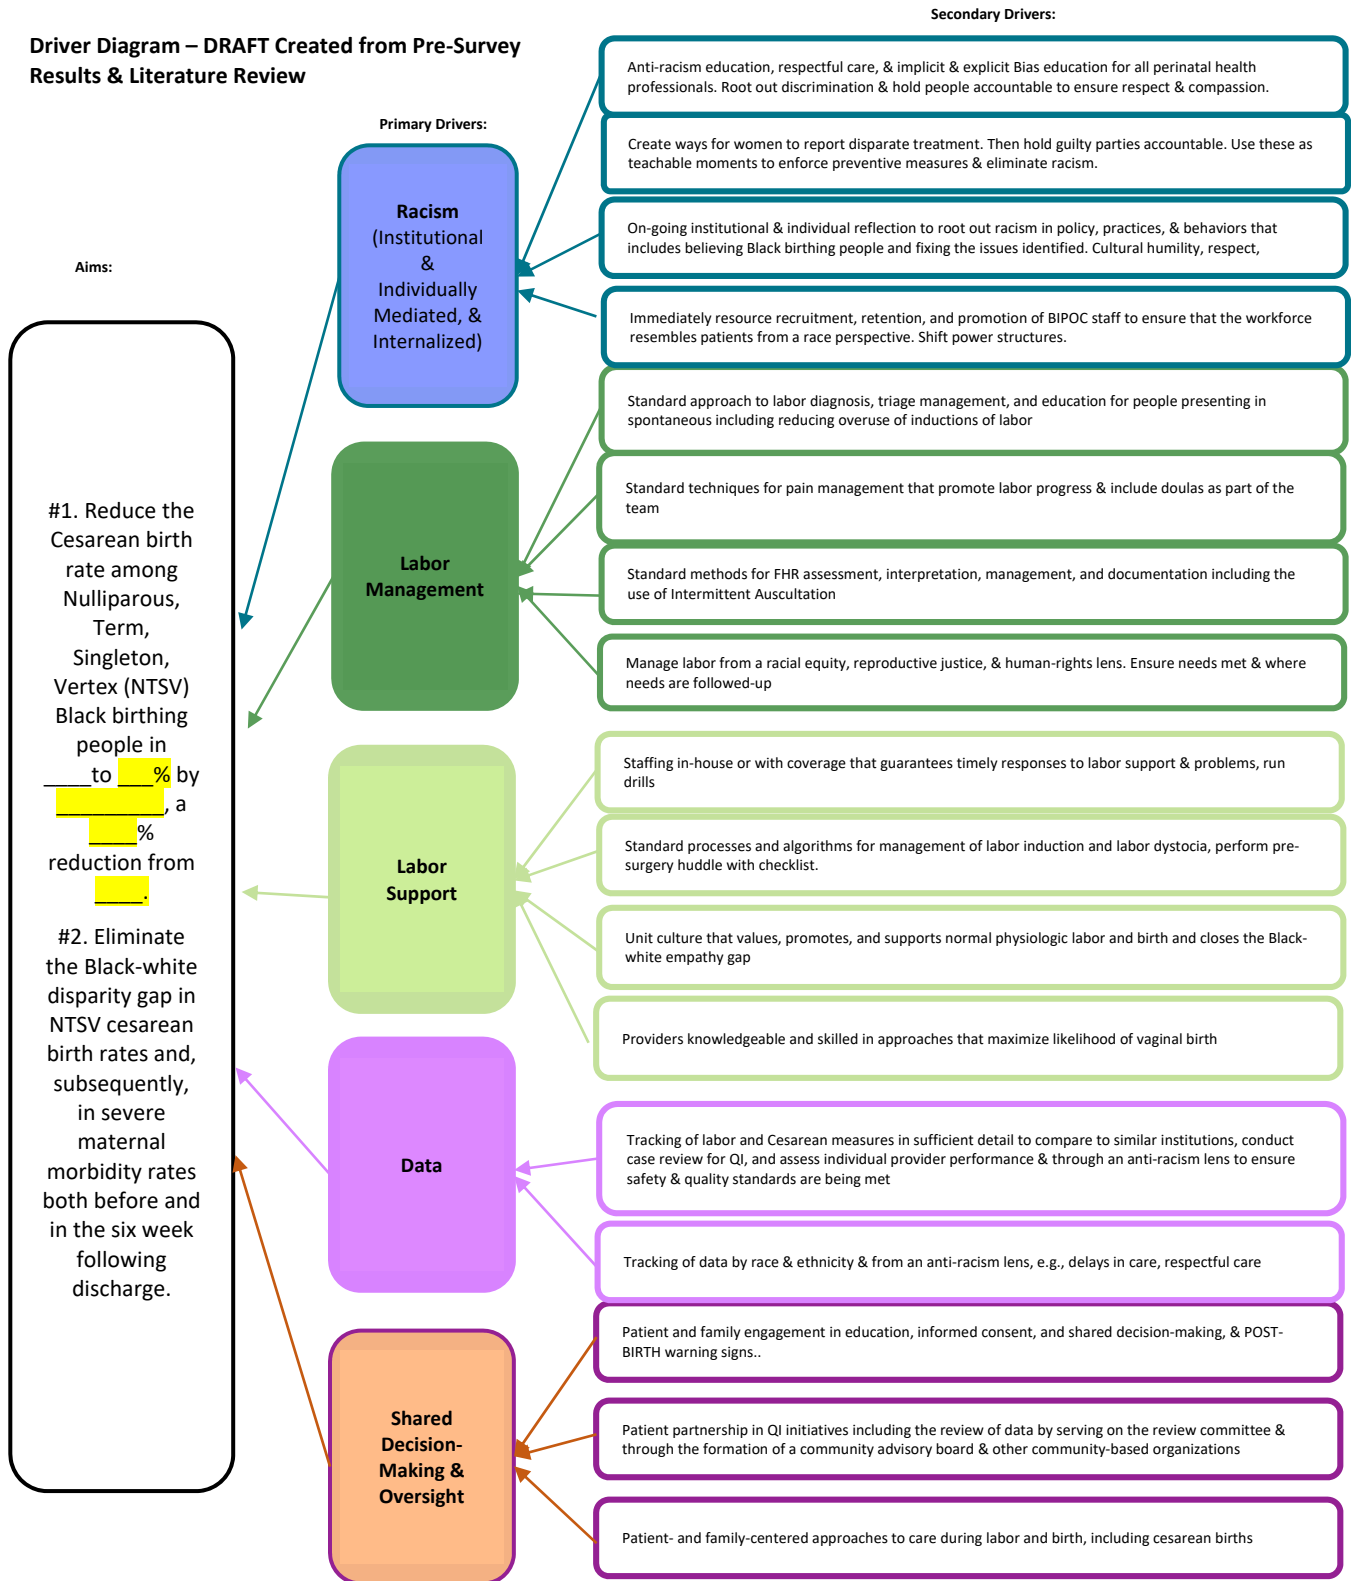 Secondary Drivers:
Driver Diagram – DRAFT Created from Pre-Survey
Results & Literature Review
Primary Drivers:
Aims:
#1. Reduce the
Cesarean birth
rate among
Nulliparous,
Term,
Singleton,
Vertex (NTSV)
Black birthing
people in
____to ___% by
_________, a
____%
reduction from
____.
#2. Eliminate
the Black-white
disparity gap in
NTSV cesarean
birth rates and,
subsequently,
in severe
maternal
morbidity rates
both before and
in the six week
following
discharge.
Racism
(Institutional
&
Individually
Mediated, &
Internalized)
Anti-racism education, respectful care, & implicit & explicit Bias education for all perinatal health
professionals. Root out discrimination & hold people accountable to ensure respect & compassion.
Create ways for women to report disparate treatment. Then hold guilty parties accountable. Use these as
teachable moments to enforce preventive measures & eliminate racism.
On-going institutional & individual reflection to root out racism in policy, practices, & behaviors that
includes believing Black birthing people and fixing the issues identified. Cultural humility, respect,
Immediately resource recruitment, retention, and promotion of BIPOC staff to ensure that the workforce
resembles patients from a race perspective. Shift power structures.
Labor
Management
Standard approach to labor diagnosis, triage management, and education for people presenting in
spontaneous including reducing overuse of inductions of labor
Standard techniques for pain management that promote labor progress & include doulas as part of the
team
Standard methods for FHR assessment, interpretation, management, and documentation including the
use of Intermittent Auscultation
Manage labor from a racial equity, reproductive justice, & human-rights lens. Ensure needs met & where
needs are followed-up
Labor
Support
Staffing in-house or with coverage that guarantees timely responses to labor support & problems, run
drills
Standard processes and algorithms for management of labor induction and labor dystocia, perform pre-
surgery huddle with checklist.
Unit culture that values, promotes, and supports normal physiologic labor and birth and closes the Black-
white empathy gap
Providers knowledgeable and skilled in approaches that maximize likelihood of vaginal birth
Data
Tracking of labor and Cesarean measures in sufficient detail to compare to similar institutions, conduct
case review for QI, and assess individual provider performance & through an anti-racism lens to ensure
safety & quality standards are being met
Tracking of data by race & ethnicity & from an anti-racism lens, e.g., delays in care, respectful care
Shared
Decision-
Making &
Oversight
Patient and family engagement in education, informed consent, and shared decision-making, & POST-
BIRTH warning signs..
Patient partnership in QI initiatives including the review of data by serving on the review committee &
through the formation of a community advisory board & other community-based organizations
Patient- and family-centered approaches to care during labor and birth, including cesarean births